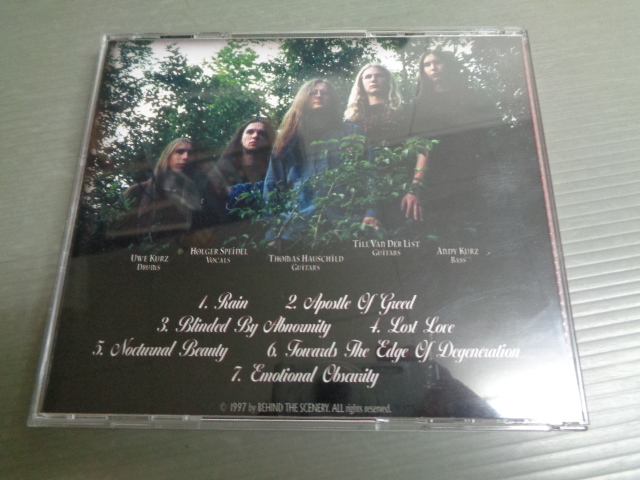 Uwe Kurz
Drums
Holger Speidel
Vocals
Thomas Hauschild
Guitars
Till Van Der List
Guitars
Andy Kurz
Bass
1. Rain 2. Apostle Of Greed
3. Blinded By Abnormity 4. Lost Love
5. Nocturnal Beauty 6. Towards The Edge Of Degeneration
7. Emotional Obscurity
© 1997 by BEHIND THE SCENERY. ALL rights reserved.